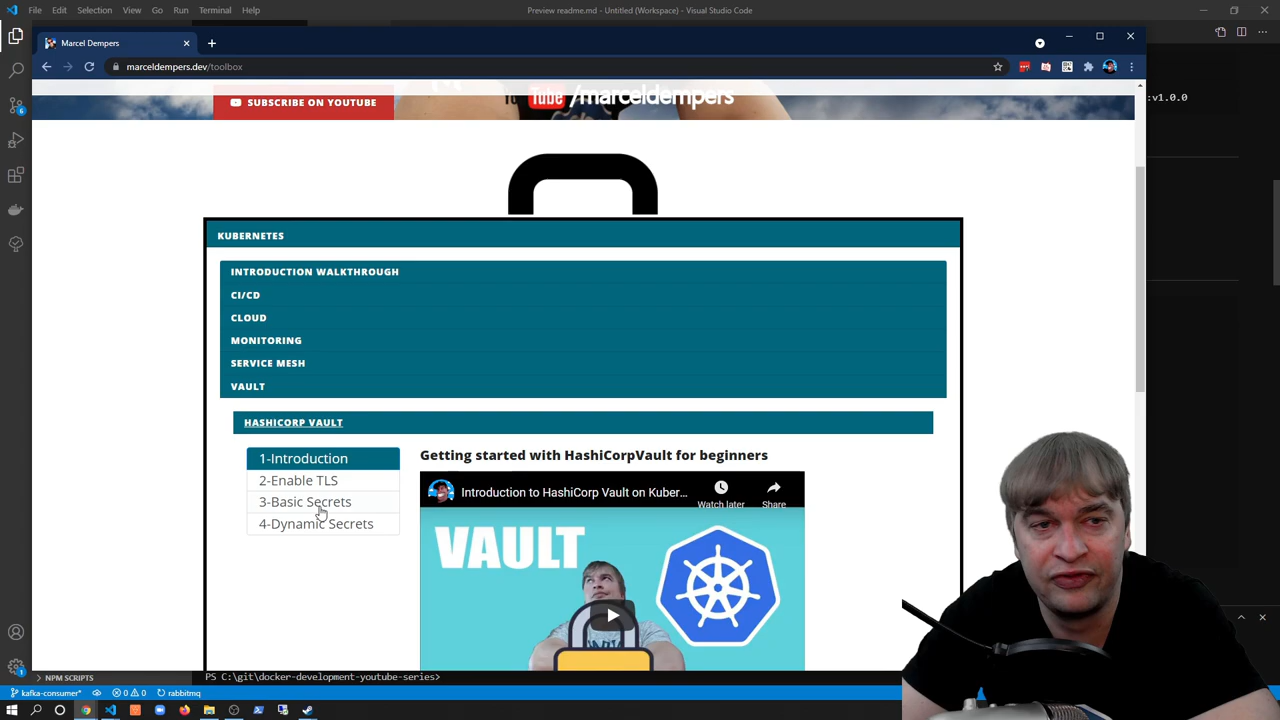 File Edit Selection View Go Run Terminal Help
Preview readme.md - Untitled (Workspace) - Visual Studio Code
Marcel Dempers
marceldempers.dev/toolbox
:v1.0.0
SUBSCRIBE ON YOUTUBE
Tube /marceldempers
KUBERNETES
INTRODUCTION WALKTHROUGH
CI/CD
CLOUD
MONITORING
SERVICE MESH
VAULT
HASHICORP VAULT
1-Introduction
2-Enable TLS
3-Basic Secrets
4-Dynamic Secrets
Getting started with HashiCorpVault for beginners
Introduction to HashiCorp Vault on Kuber...
Watch later
Share
VAULT
NPM SCRIPTS
PS C:\git\docker-development-youtube-series>
kafka-consumer* 0 0 rabbitmq